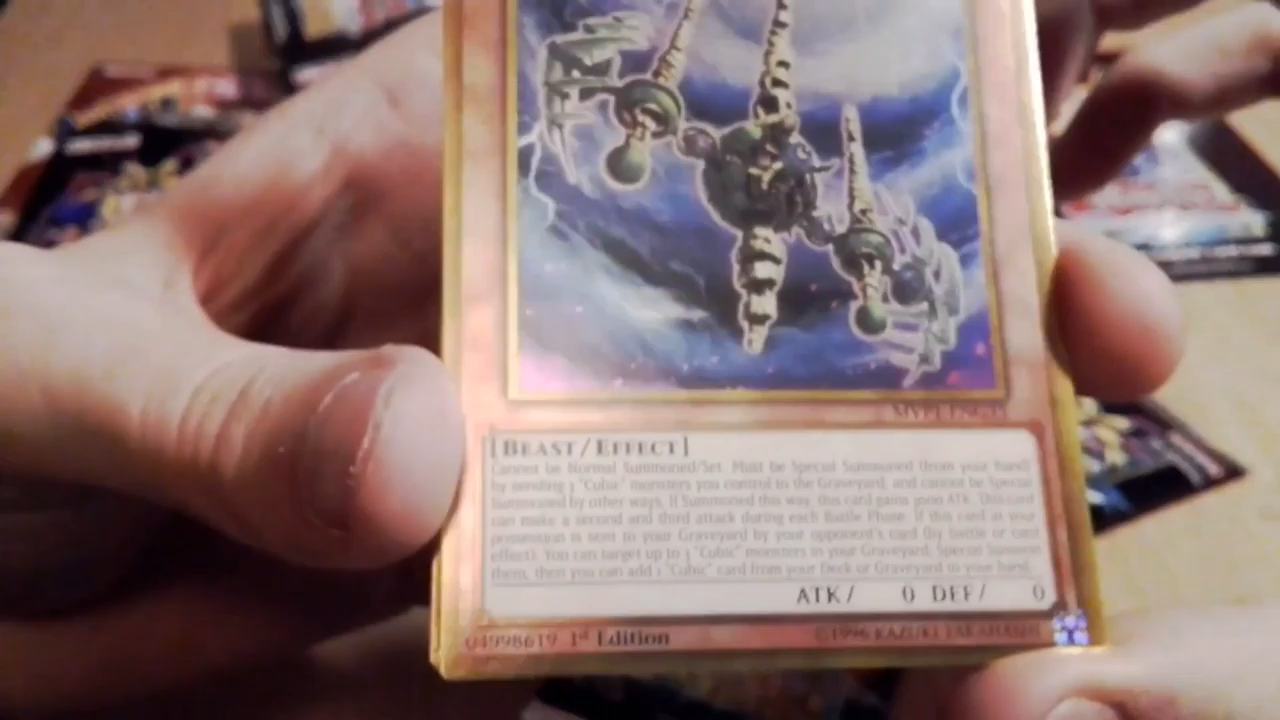 [BEAST/EFFECT]
Cannot be Normal Summoned/Set. Must be Special Summoned (from your hand)
by sending 3 "Cubic" monsters you control to the Graveyard, and cannot be Special
Summoned by other ways. If Summoned this way, this card gains 3000 ATK. This card
can make a second and third attack during each Battle Phase. If this card in your
possession is sent to your Graveyard by your opponent's card (by battle or card
effect): You can target up to 3 "Cubic" monsters in your Graveyard; Special Summon
them, then you can add 1 "Cubic" card from your Deck or Graveyard to your hand.
ATK/ 0 DEF/ 0
04998619 1st Edition
©1996 KAZUKI TAKAHASHI